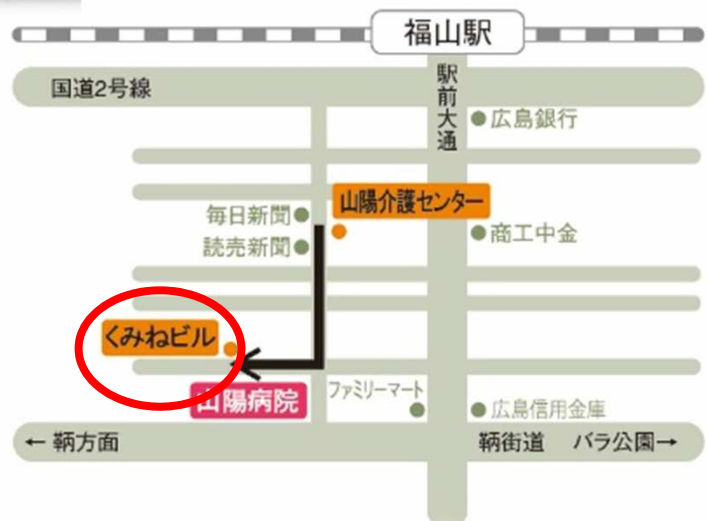 福山駅
国道2号線
駅前大通
広島銀行
山陽介護センター
毎日新聞
読売新聞
商工中金
くみねビル
山陽病院
ファミリーマート
広島信用金庫
← 鞆方面
鞆街道 バラ公園→